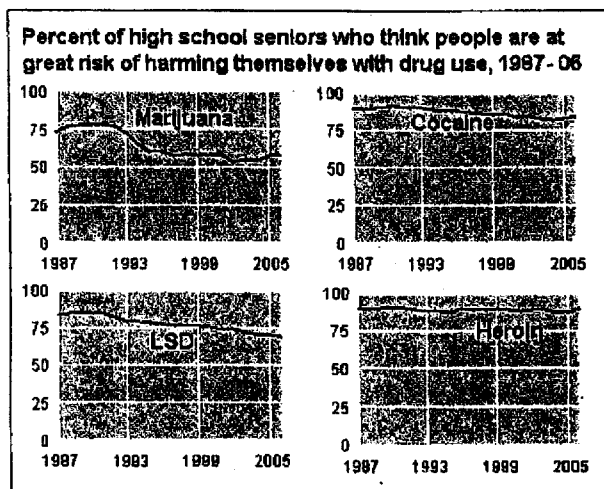 Percent of high school seniors who think people are at
great risk of harming themselves with drug use, 1987-06
100
75
50
25
0
Marijuana
1987 1993 1999 2005
100
75
50
25
0
Cocaine
1987 1993 1999 2005
100
75
50
25
0
LSD
1987 1993 1999 2005
100
75
50
25
0
Heroin
1987 1993 1999 2005